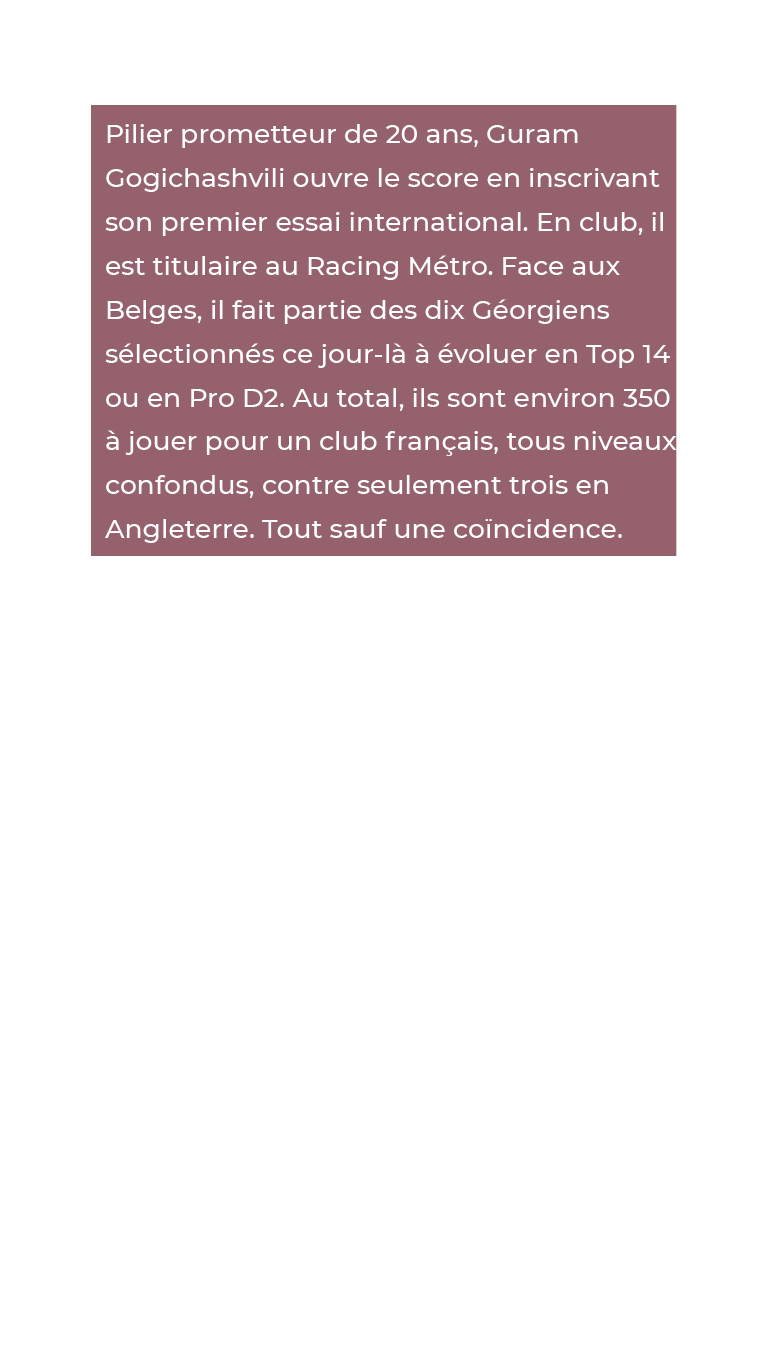 Pilier prometteur de 20 ans, Guram
Gogichashvili ouvre le score en inscrivant
son premier essai international. En club, il
est titulaire au Racing Métro. Face aux
Belges, il fait partie des dix Géorgiens
sélectionnés ce jour-là à évoluer en Top 14
ou en Pro D2. Au total, ils sont environ 350
à jouer pour un club français, tous niveaux
confondus, contre seulement trois en
Angleterre. Tout sauf une coïncidence.